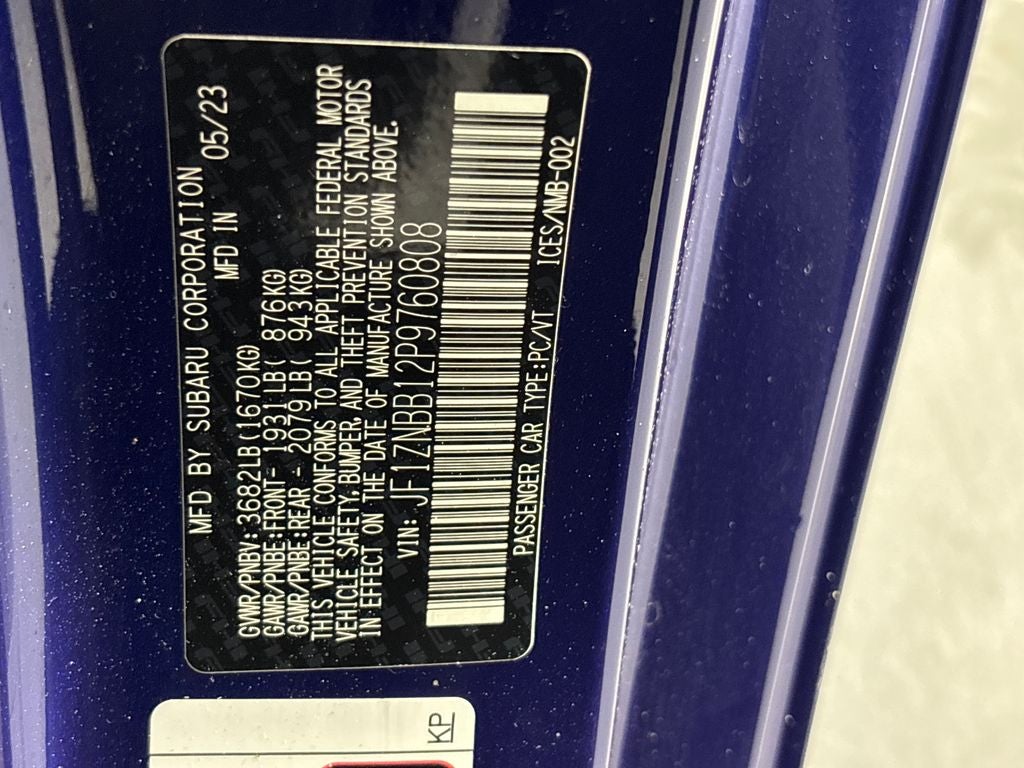 MFD BY SUBARU CORPORATION
MFD IN 05/23
GVWR/PNBV:3682LB(1670KG)
GAWR/PNBE:FRONT- 1931LB( 876KG)
GAWR/PNBE:REAR - 2079LB( 943KG)
THIS VEHICLE CONFORMS TO ALL APPLICABLE FEDERAL MOTOR
VEHICLE SAFETY, BUMPER, AND THEFT PREVENTION STANDARDS
IN EFFECT ON THE DATE OF MANUFACTURE SHOWN ABOVE.
VIN: JF1ZNBB12P9760808
PASSENGER CAR TYPE:PC/VT ICES/NMB-002
KP